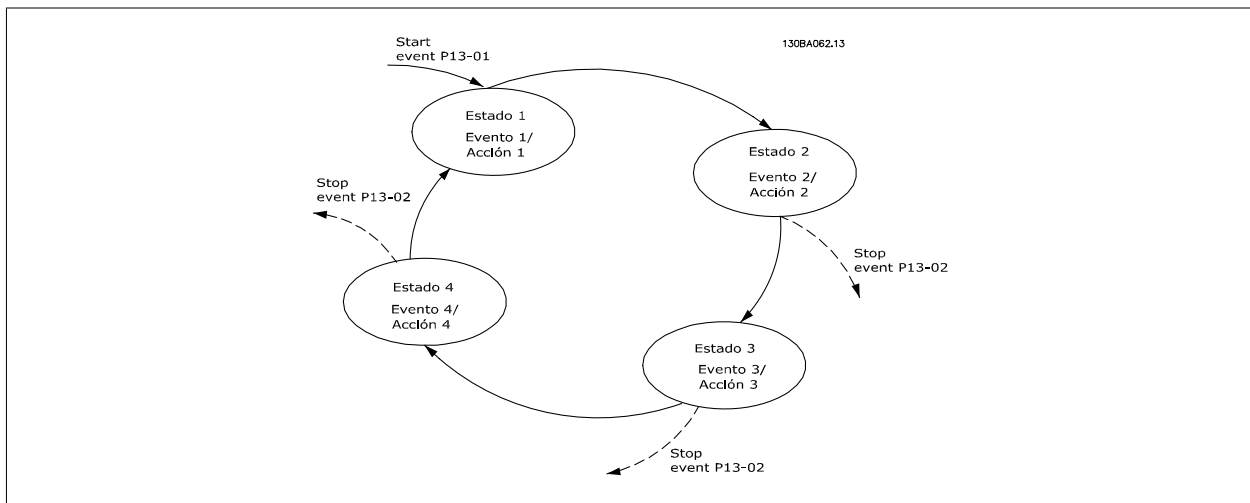 Start
event P13-01
130BA062.13
Estado 1
Evento 1/
Acción 1
Estado 2
Evento 2/
Acción 2
Stop
event P13-02
Stop
event P13-02
Estado 4
Evento 4/
Acción 4
Estado 3
Evento 3/
Acción 3
Stop
event P13-02